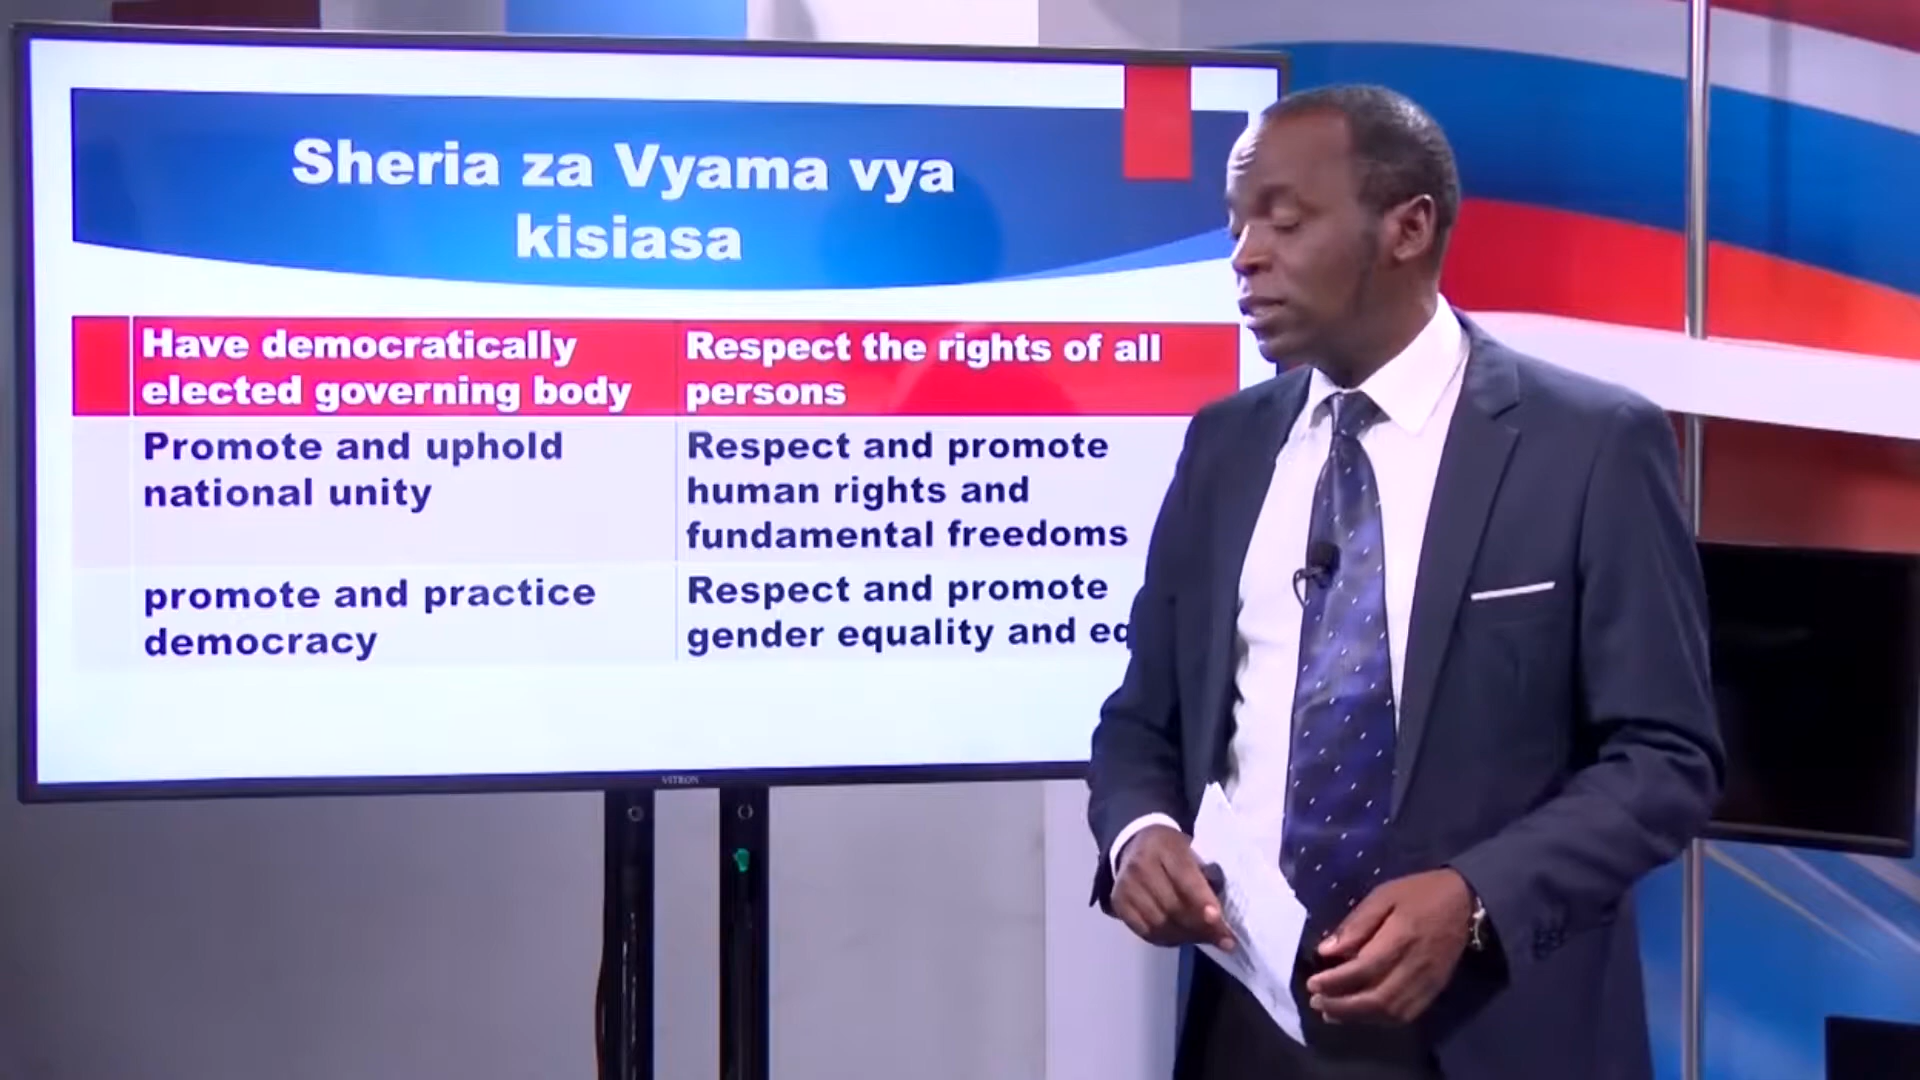 Sheria za Vyama vya
kisiasa
Have democratically
elected governing body
Respect the rights of all
persons
Promote and uphold
national unity
Respect and promote
human rights and
fundamental freedoms
promote and practice
democracy
Respect and promote
gender equality and
VITRON